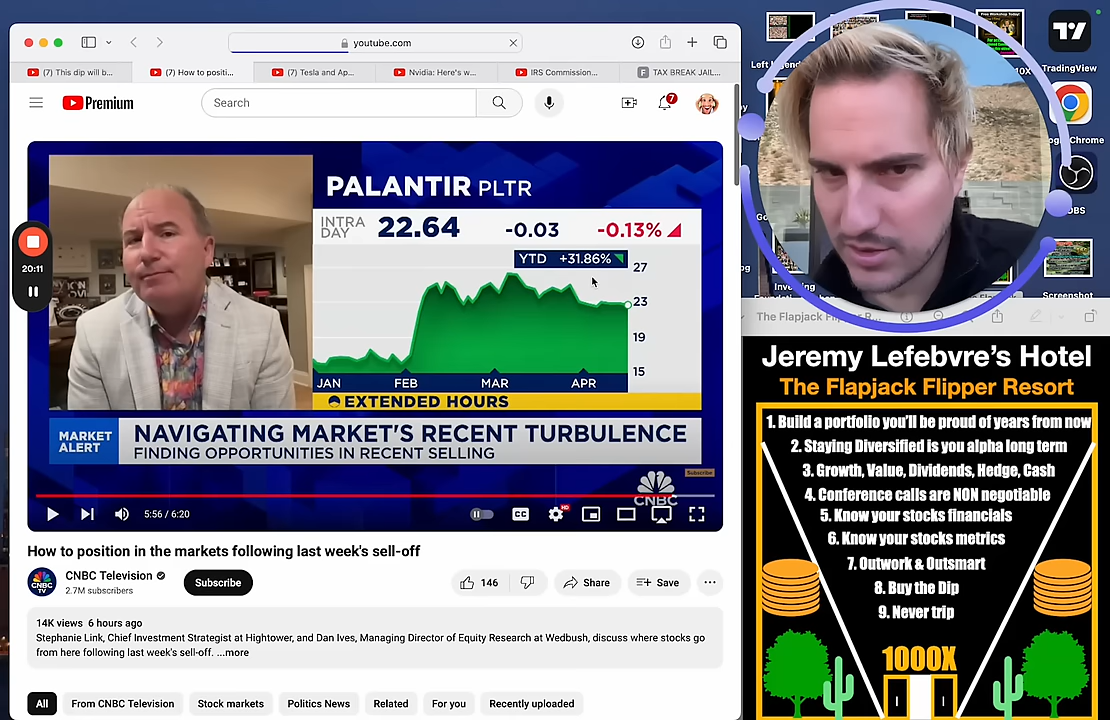 youtube.com
(7) This dip will b...
(7) How to positi...
(7) Tesla and Ap...
Nvidia: Here's w...
IRS Commission...
TAX BREAK JAIL...
Premium
Search
7
PALANTIR PLTR
INTRA DAY 22.64 -0.03 -0.13%
YTD +31.86%
27
23
19
15
JAN FEB MAR APR
EXTENDED HOURS
MARKET ALERT
NAVIGATING MARKET'S RECENT TURBULENCE
FINDING OPPORTUNITIES IN RECENT SELLING
Subscribe
CNBC
20:11
5:56 / 6:20
CC
HD
How to position in the markets following last week's sell-off
CNBC Television
2.7M subscribers
Subscribe
146
Share
Save
14K views 6 hours ago
Stephanie Link, Chief Investment Strategist at Hightower, and Dan Ives, Managing Director of Equity Research at Wedbush, discuss where stocks go
from here following last week's sell-off. ...more
All
From CNBC Television
Stock markets
Politics News
Related
For you
Recently uploaded
TradingView
Screenshot
The Flapjack Flipper R...
Jeremy Lefebvre's Hotel
The Flapjack Flipper Resort
1. Build a portfolio you'll be proud of years from now
2. Staying Diversified is you alpha long term
3. Growth, Value, Dividends, Hedge, Cash
4. Conference calls are NON negotiable
5. Know your stocks financials
6. Know your stocks metrics
7. Outwork & Outsmart
8. Buy the Dip
9. Never trip
1000X